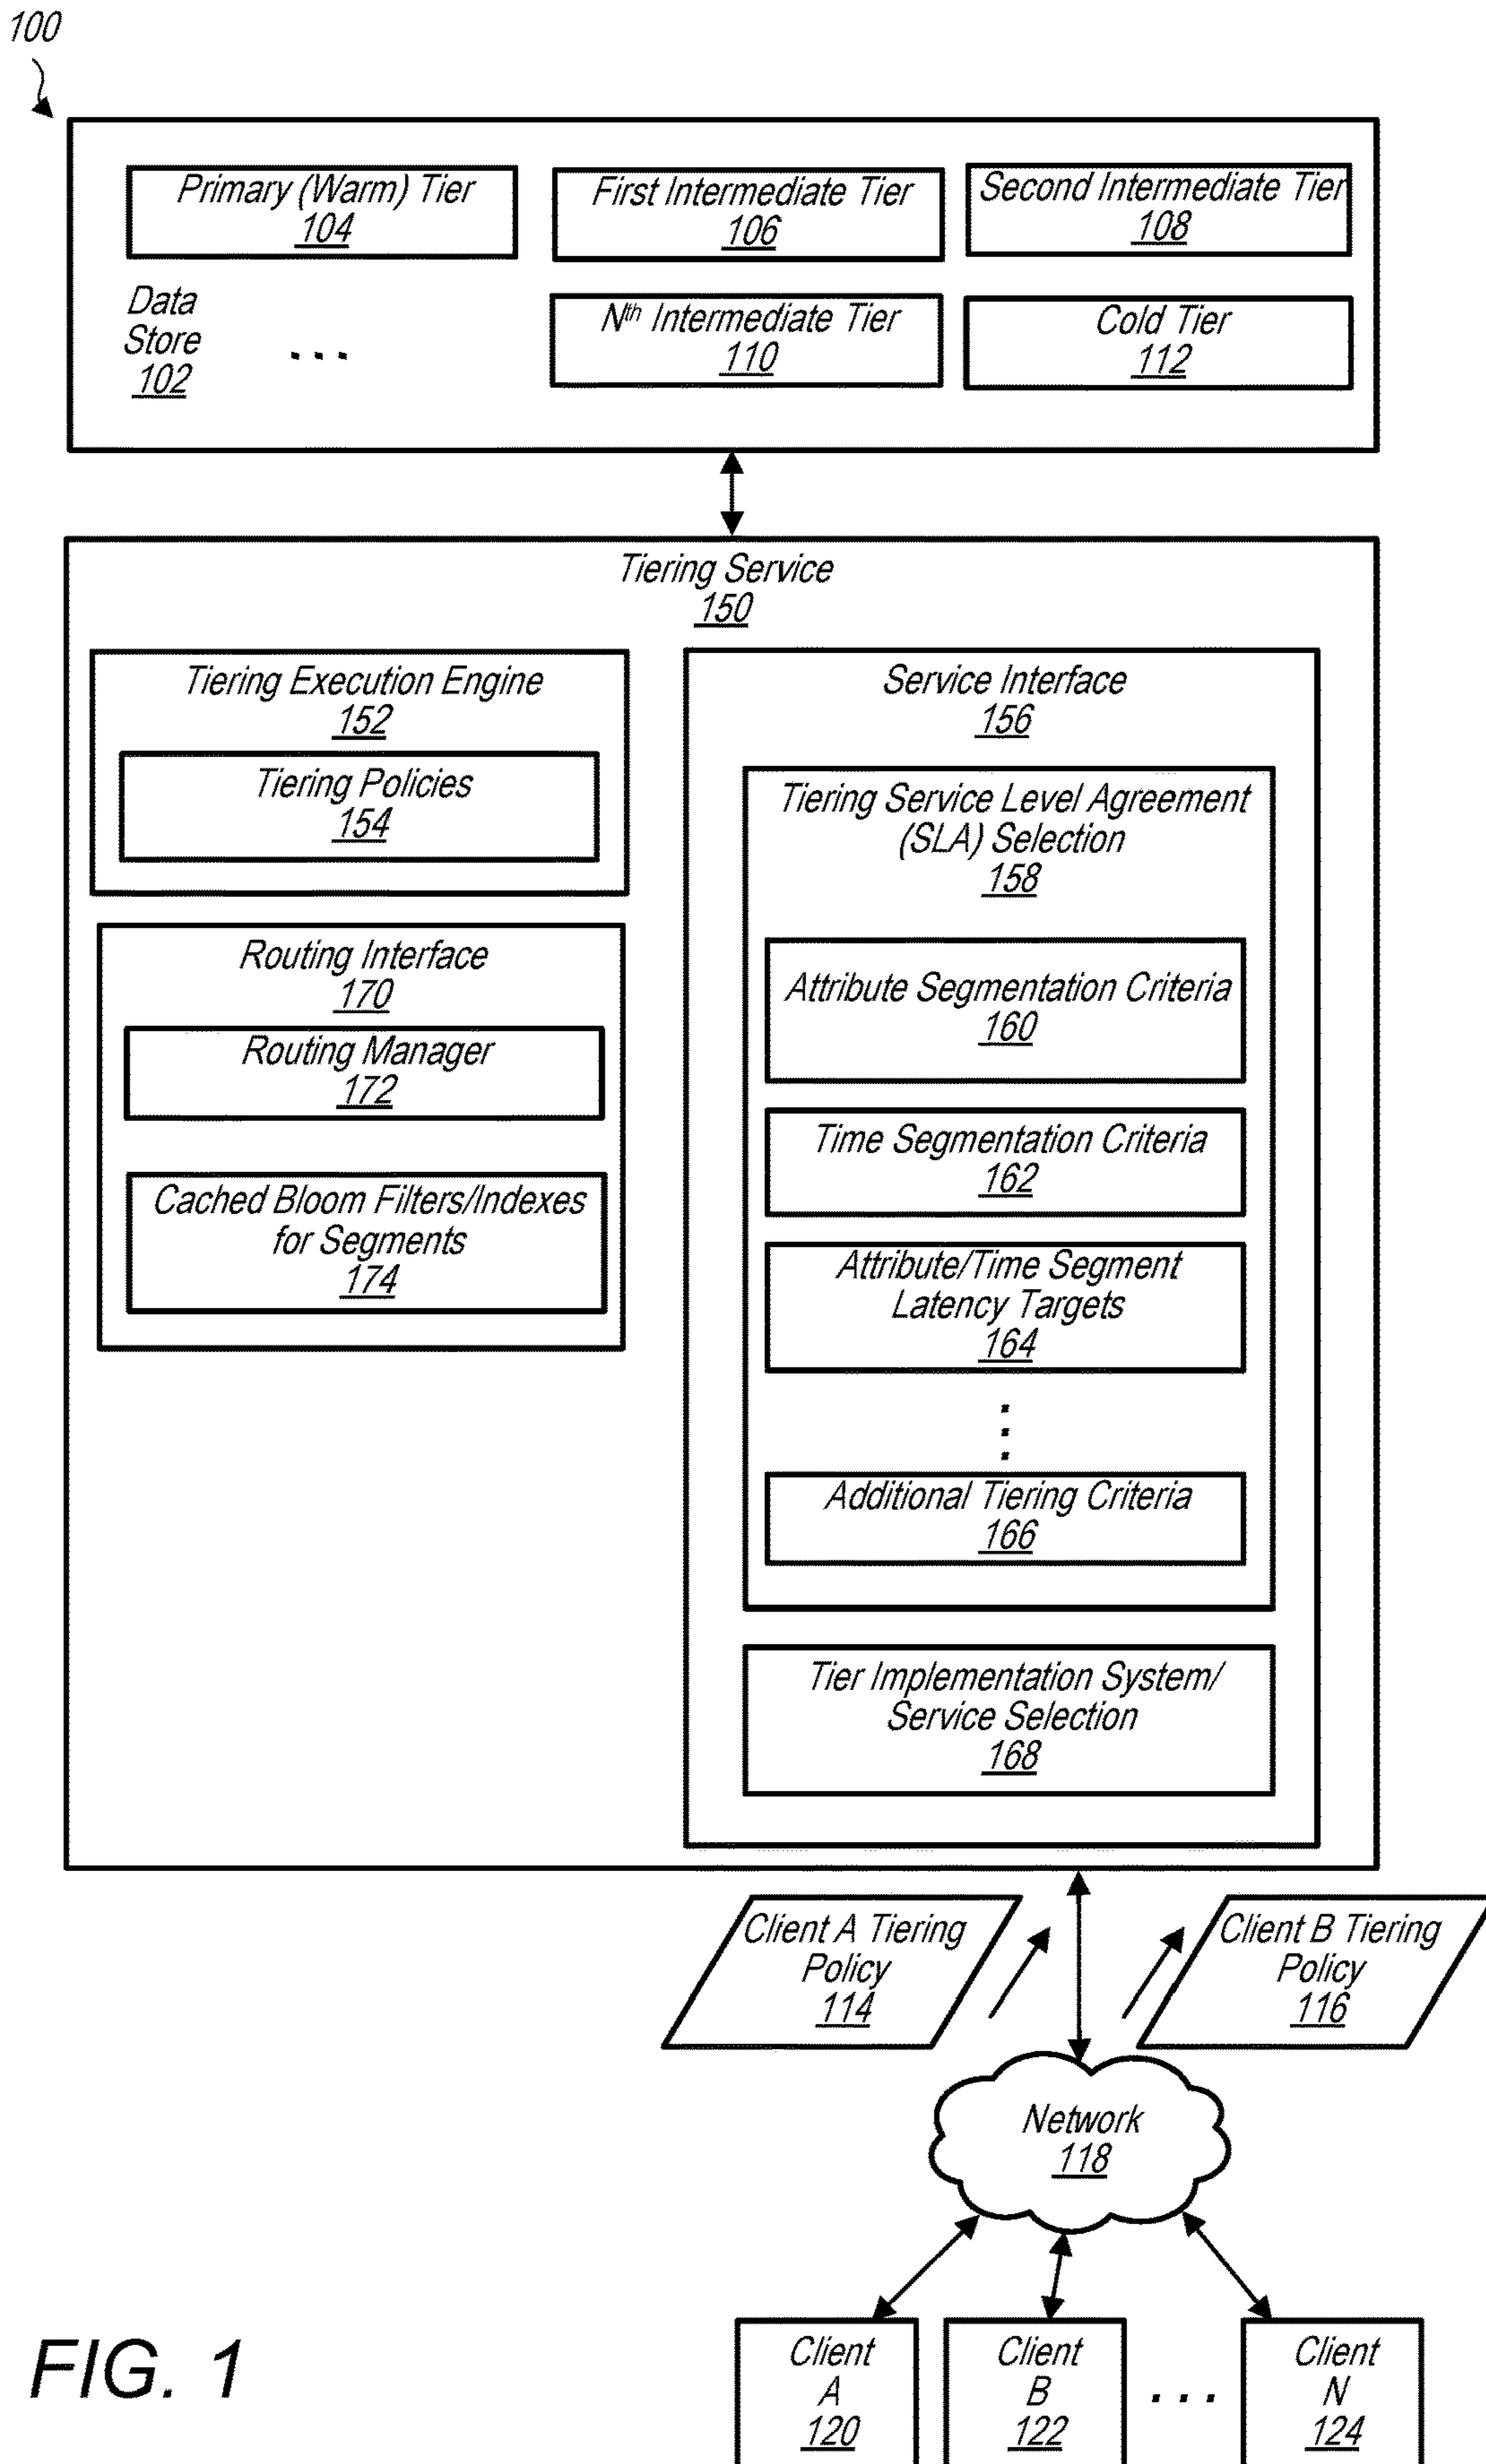 100
Primary (Warm) Tier
104
First Intermediate Tier
106
Second Intermediate Tier
108
Data
Store
102
...
Nth Intermediate Tier
110
Cold Tier
112
Tiering Service
150
Tiering Execution Engine
152
Tiering Policies
154
Routing Interface
170
Routing Manager
172
Cached Bloom Filters/Indexes
for Segments
174
Service Interface
156
Tiering Service Level Agreement
(SLA) Selection
158
Attribute Segmentation Criteria
160
Time Segmentation Criteria
162
Attribute/Time Segment
Latency Targets
164
Additional Tiering Criteria
166
Tier Implementation System/
Service Selection
168
Client A Tiering
Policy
114
Client B Tiering
Policy
116
Network
118
Client
A
120
Client
B
122
...
Client
N
124
FIG. 1